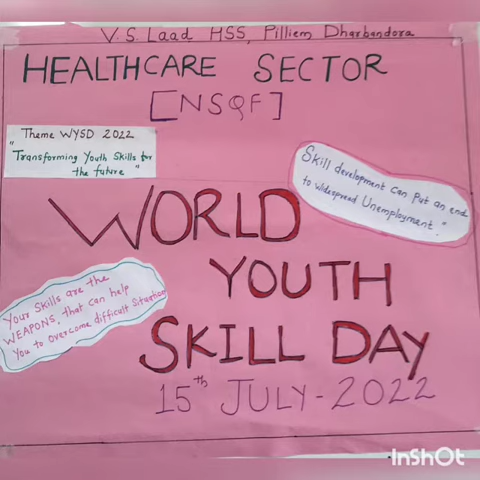 V.S. Laad HSS, Pilliem Dharbandora
HEALTHCARE SECTOR
[NSQF]
Theme WYSD 2022
"Transforming Youth Skills for
the future"
Skill development can Put an end
to widespread Unemployment."
WORLD
YOUTH
SKILL DAY
15th JULY-2022
Your Skills are the
WEAPONS, that can help
You to overcome difficult Situation
InShOt